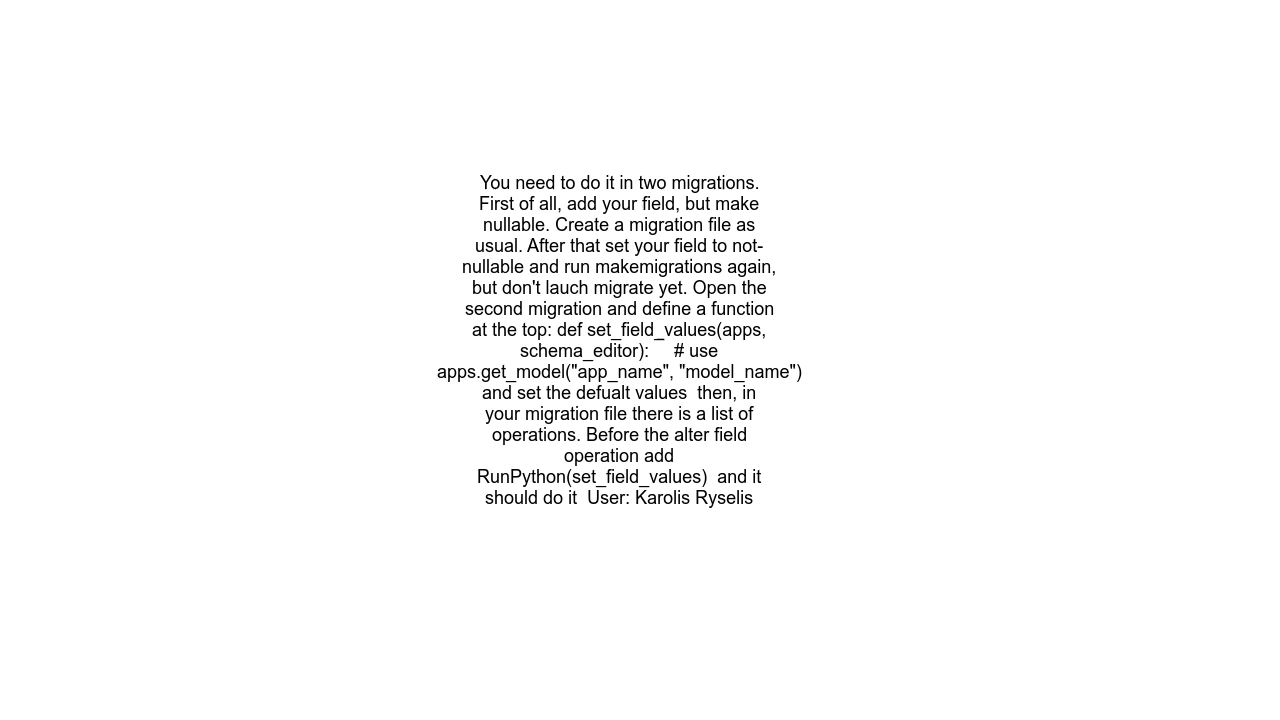 You need to do it in two migrations.
First of all, add your field, but make
nullable. Create a migration file as
usual. After that set your field to not-
nullable and run makemigrations again,
but don't lauch migrate yet. Open the
second migration and define a function
at the top: def set_field_values(apps,
schema_editor):     # use
apps.get_model("app_name", "model_name")
and set the defualt values  then, in
your migration file there is a list of
operations. Before the alter field
operation add
RunPython(set_field_values)  and it
should do it  User: Karolis Ryselis